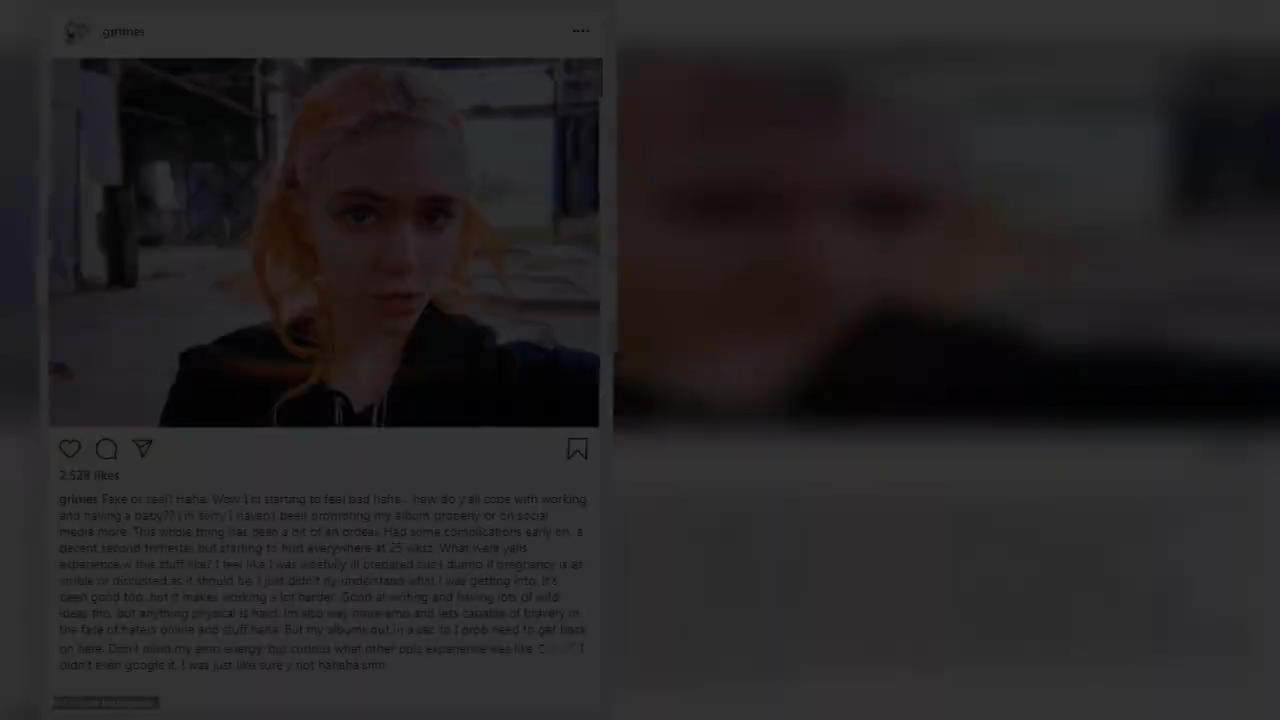 grimes
2.528 likes
grimes Fake or real? Haha. Wow I'm starting to feel bad haha... how do y'all cope with working
and having a baby?? I'm sorry I haven't been promoting my album properly or on social
media more. This whole thing has been a bit of an ordeal. Had some complications early on, a
decent second trimester but starting to hurt everywhere at 25 wksz. What were yalls
experience w this stuff like? I feel like I was woefully ill prepared cuz I dunno if pregnancy is as
visible or discussed as it should be. I just didn't rly understand what I was getting into. It's
been good too, but it makes working a lot harder. Good at writing and having lots of wild
ideas tho, but anything physical is hard. Im also way more emo and less capable of bravery in
the face of haters online and stuff haha. But my albums out in a sec so I prob need to get back
on here. Don't mind my emo energy, but curious what other ppls experience was like. I
didn't even google it. I was just like sure y not hahaha smh